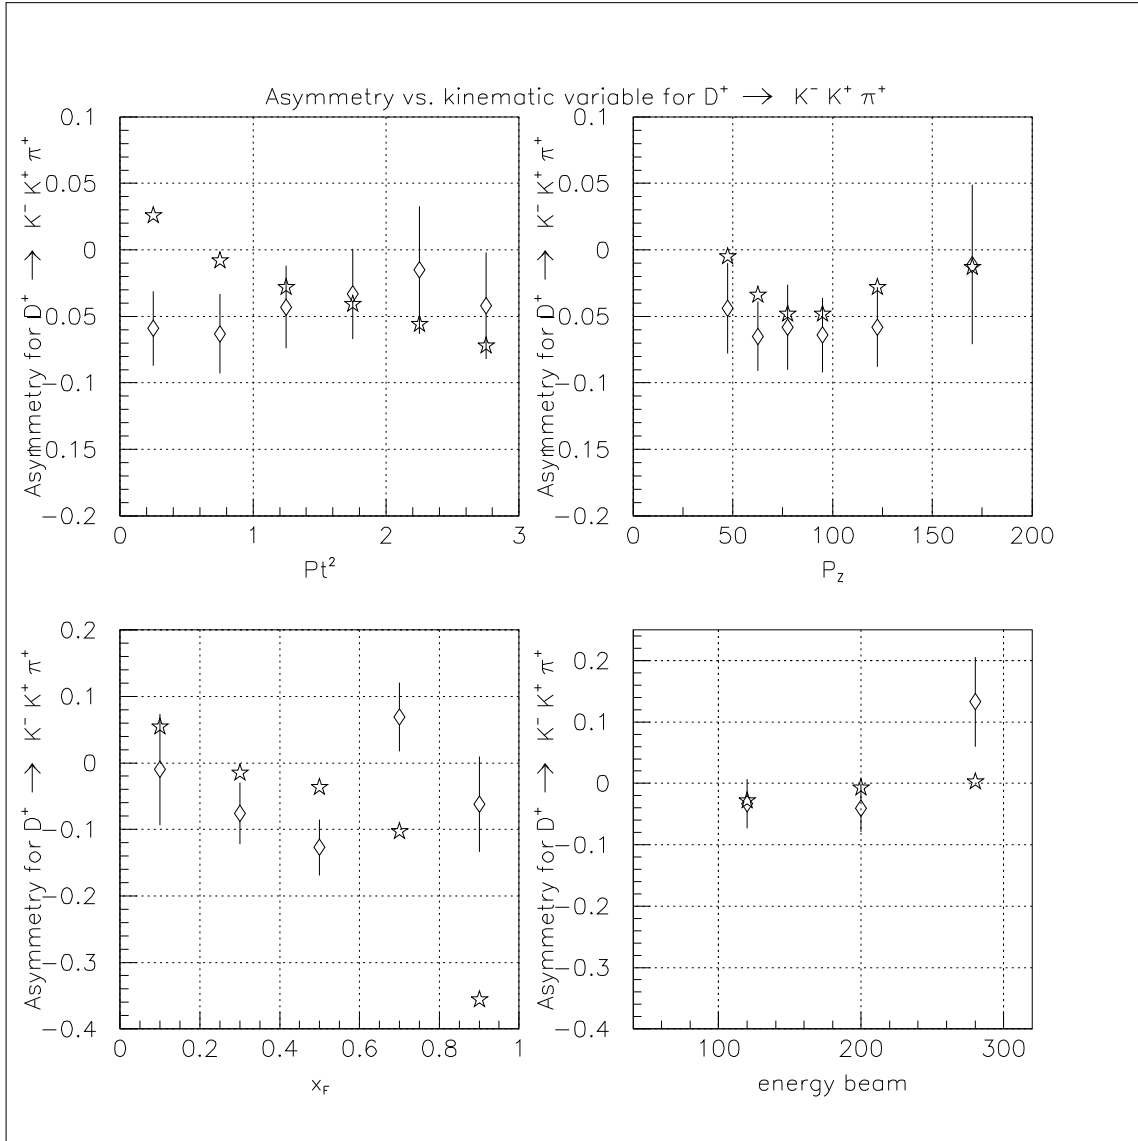 Asymmetry vs. kinematic variable for D⁺ → K⁻ K⁺ π⁺
Asymmetry for D⁺ → K⁻ K⁺ π⁺
0.1
0.05
0
−0.05
−0.1
−0.15
−0.2
0 1 2 3
Pt²
Asymmetry for D⁺ → K⁻ K⁺ π⁺
0.1
0.05
0
−0.05
−0.1
−0.15
−0.2
0 50 100 150 200
P_Z
Asymmetry for D⁺ → K⁻ K⁺ π⁺
0.2
0.1
0
−0.1
−0.2
−0.3
−0.4
0 0.2 0.4 0.6 0.8 1
x_F
Asymmetry for D⁺ → K⁻ K⁺ π⁺
0.2
0.1
0
−0.1
−0.2
−0.3
−0.4
100 200 300
energy beam